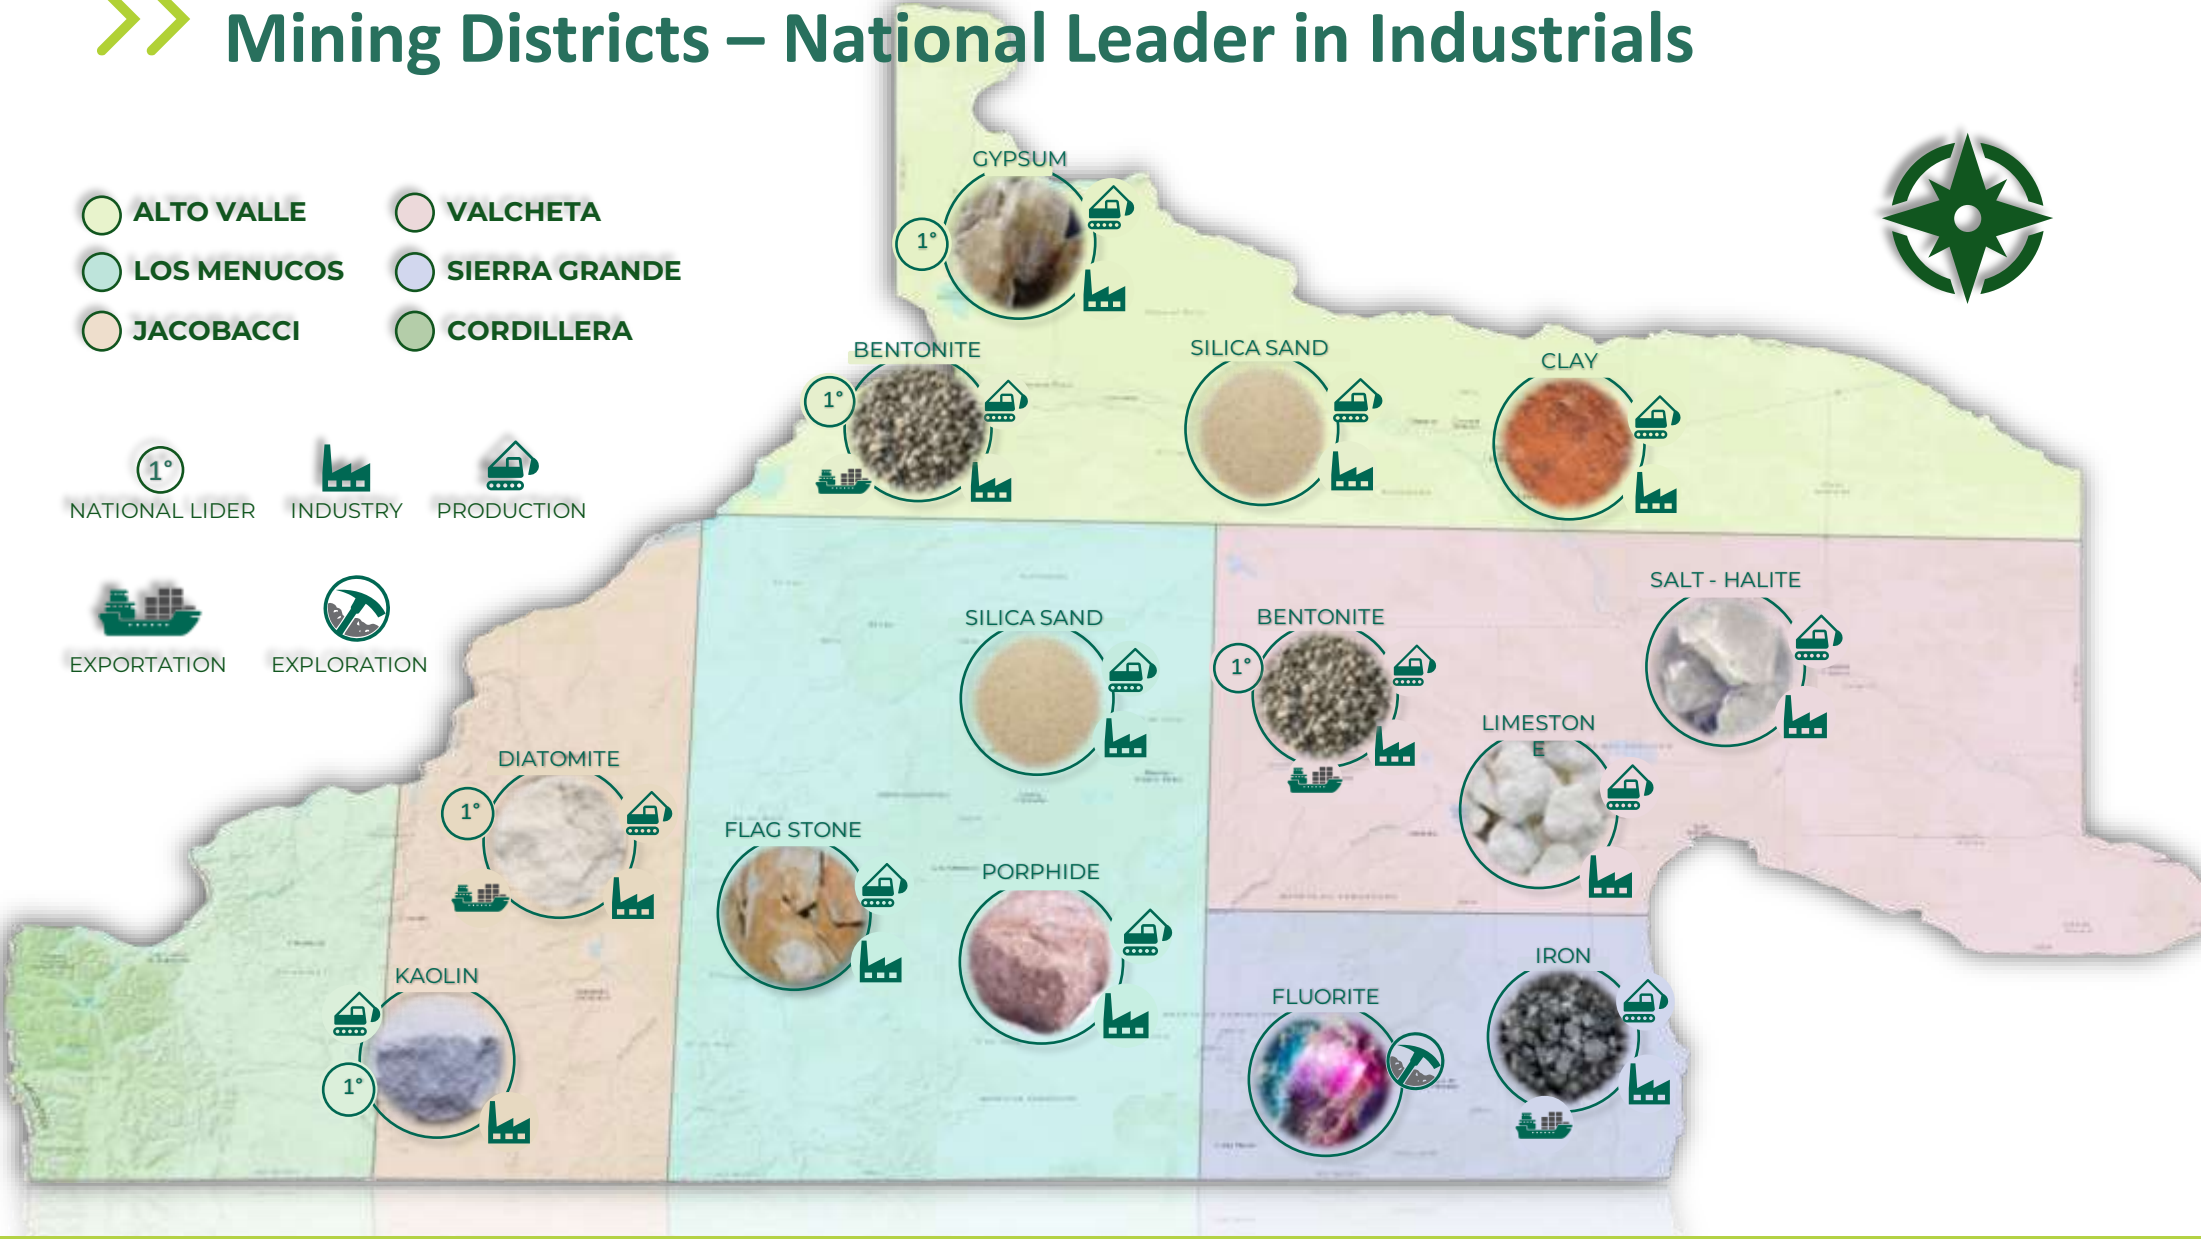 Mining Districts – National Leader in Industrials
ALTO VALLE
VALCHETA
LOS MENUCOS
SIERRA GRANDE
JACOBACCI
CORDILLERA
1°
NATIONAL LIDER
INDUSTRY
PRODUCTION
EXPORTATION
EXPLORATION
GYPSUM
1°
BENTONITE
1°
SILICA SAND
CLAY
SALT - HALITE
SILICA SAND
BENTONITE
1°
LIMESTON
E
DIATOMITE
1°
FLAG STONE
PORPHIDE
KAOLIN
1°
FLUORITE
IRON